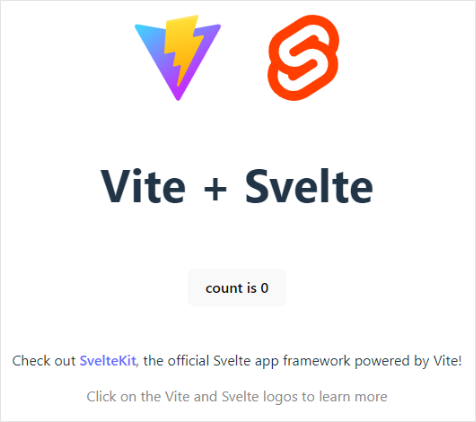 Vite + Svelte
count is 0
Check out SvelteKit, the official Svelte app framework powered by Vite!
Click on the Vite and Svelte logos to learn more